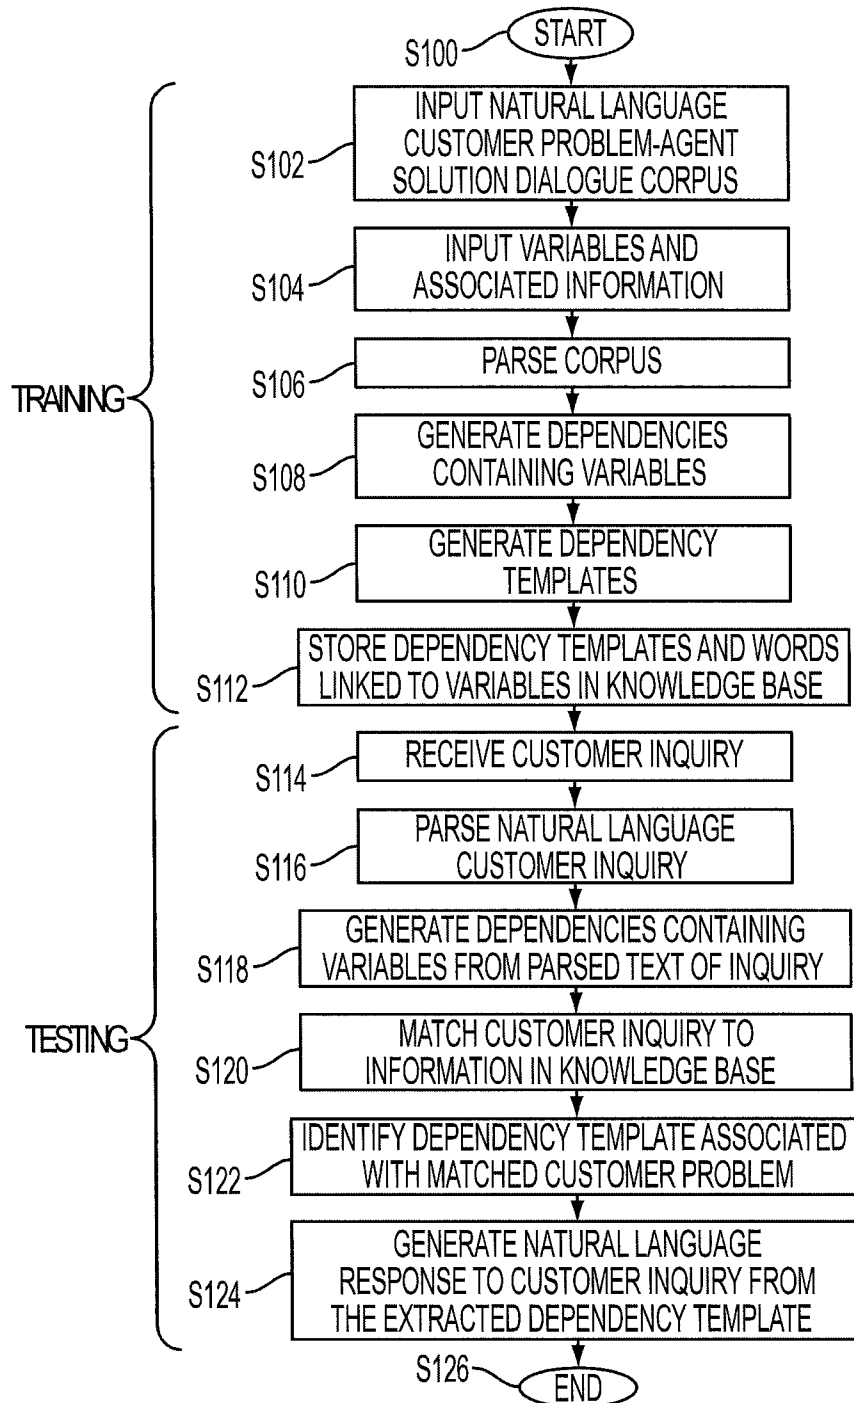 S100
START
TRAINING
S102
INPUT NATURAL LANGUAGE
CUSTOMER PROBLEM-AGENT
SOLUTION DIALOGUE CORPUS
S104
INPUT VARIABLES AND
ASSOCIATED INFORMATION
S106
PARSE CORPUS
S108
GENERATE DEPENDENCIES
CONTAINING VARIABLES
S110
GENERATE DEPENDENCY
TEMPLATES
S112
STORE DEPENDENCY TEMPLATES AND WORDS
LINKED TO VARIABLES IN KNOWLEDGE BASE
TESTING
S114
RECEIVE CUSTOMER INQUIRY
S116
PARSE NATURAL LANGUAGE
CUSTOMER INQUIRY
S118
GENERATE DEPENDENCIES CONTAINING
VARIABLES FROM PARSED TEXT OF INQUIRY
S120
MATCH CUSTOMER INQUIRY TO
INFORMATION IN KNOWLEDGE BASE
S122
IDENTIFY DEPENDENCY TEMPLATE ASSOCIATED
WITH MATCHED CUSTOMER PROBLEM
S124
GENERATE NATURAL LANGUAGE
RESPONSE TO CUSTOMER INQUIRY FROM
THE EXTRACTED DEPENDENCY TEMPLATE
S126
END